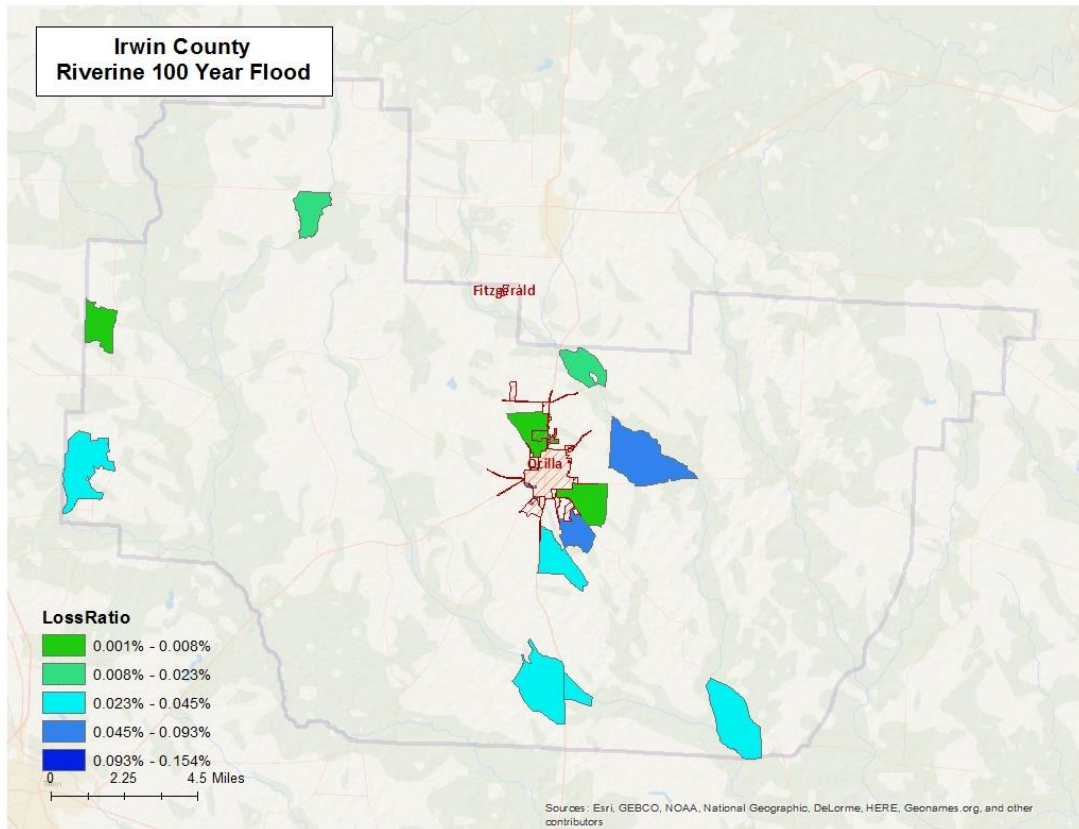 Irwin County
Riverine 100 Year Flood
Ocilla
LossRatio
0.001% - 0.008%
0.008% - 0.023%
0.023% - 0.045%
0.045% - 0.093%
0.093% - 0.154%
0 2.25 4.5 Miles
Sources: Esri, GEBCO, NOAA, National Geographic, DeLorme, HERE, Geonames.org, and other
contributors